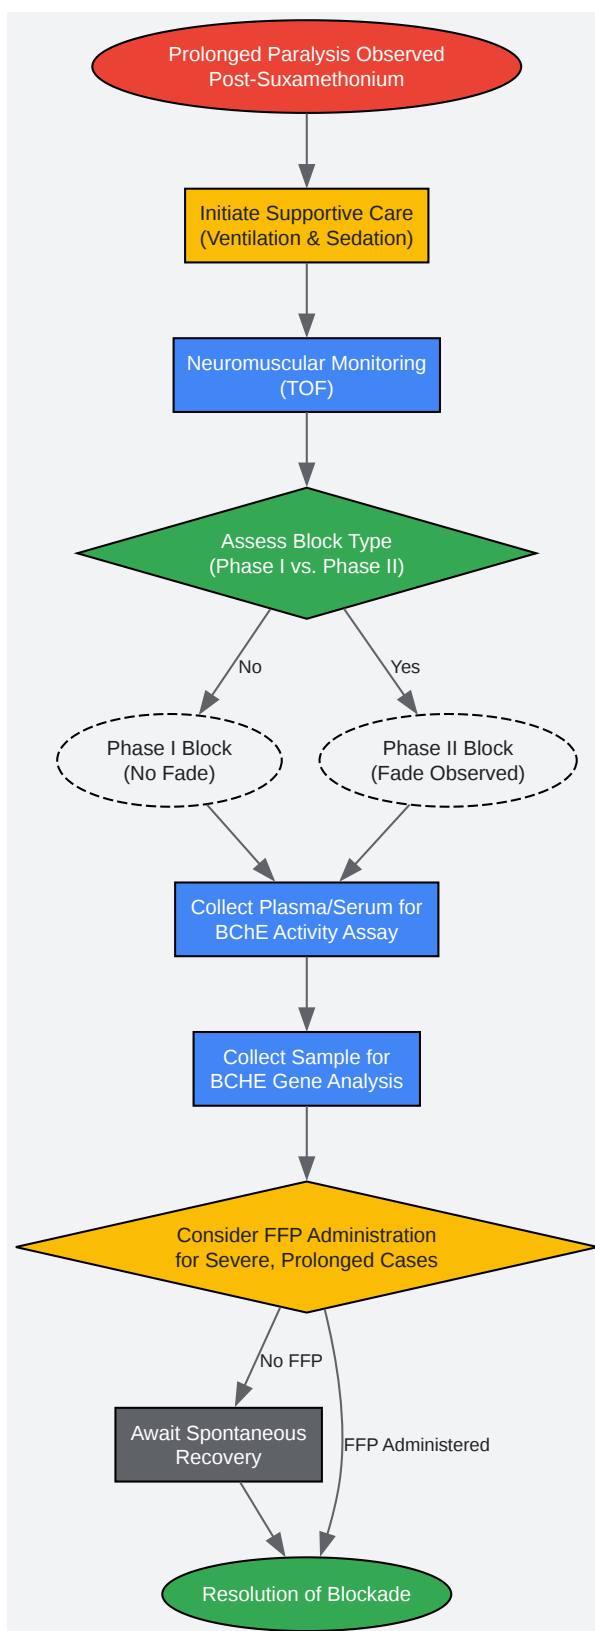 Prolonged Paralysis Observed
Post-Suxamethonium
Initiate Supportive Care
(Ventilation & Sedation)
Neuromuscular Monitoring
(TOF)
Assess Block Type
(Phase I vs. Phase II)
No
Yes
Phase I Block
(No Fade)
Phase II Block
(Fade Observed)
Collect Plasma/Serum for
BChE Activity Assay
Collect Sample for
BCHE Gene Analysis
Consider FFP Administration
for Severe, Prolonged Cases
No FFP
Await Spontaneous
Recovery
FFP Administered
Resolution of Blockade